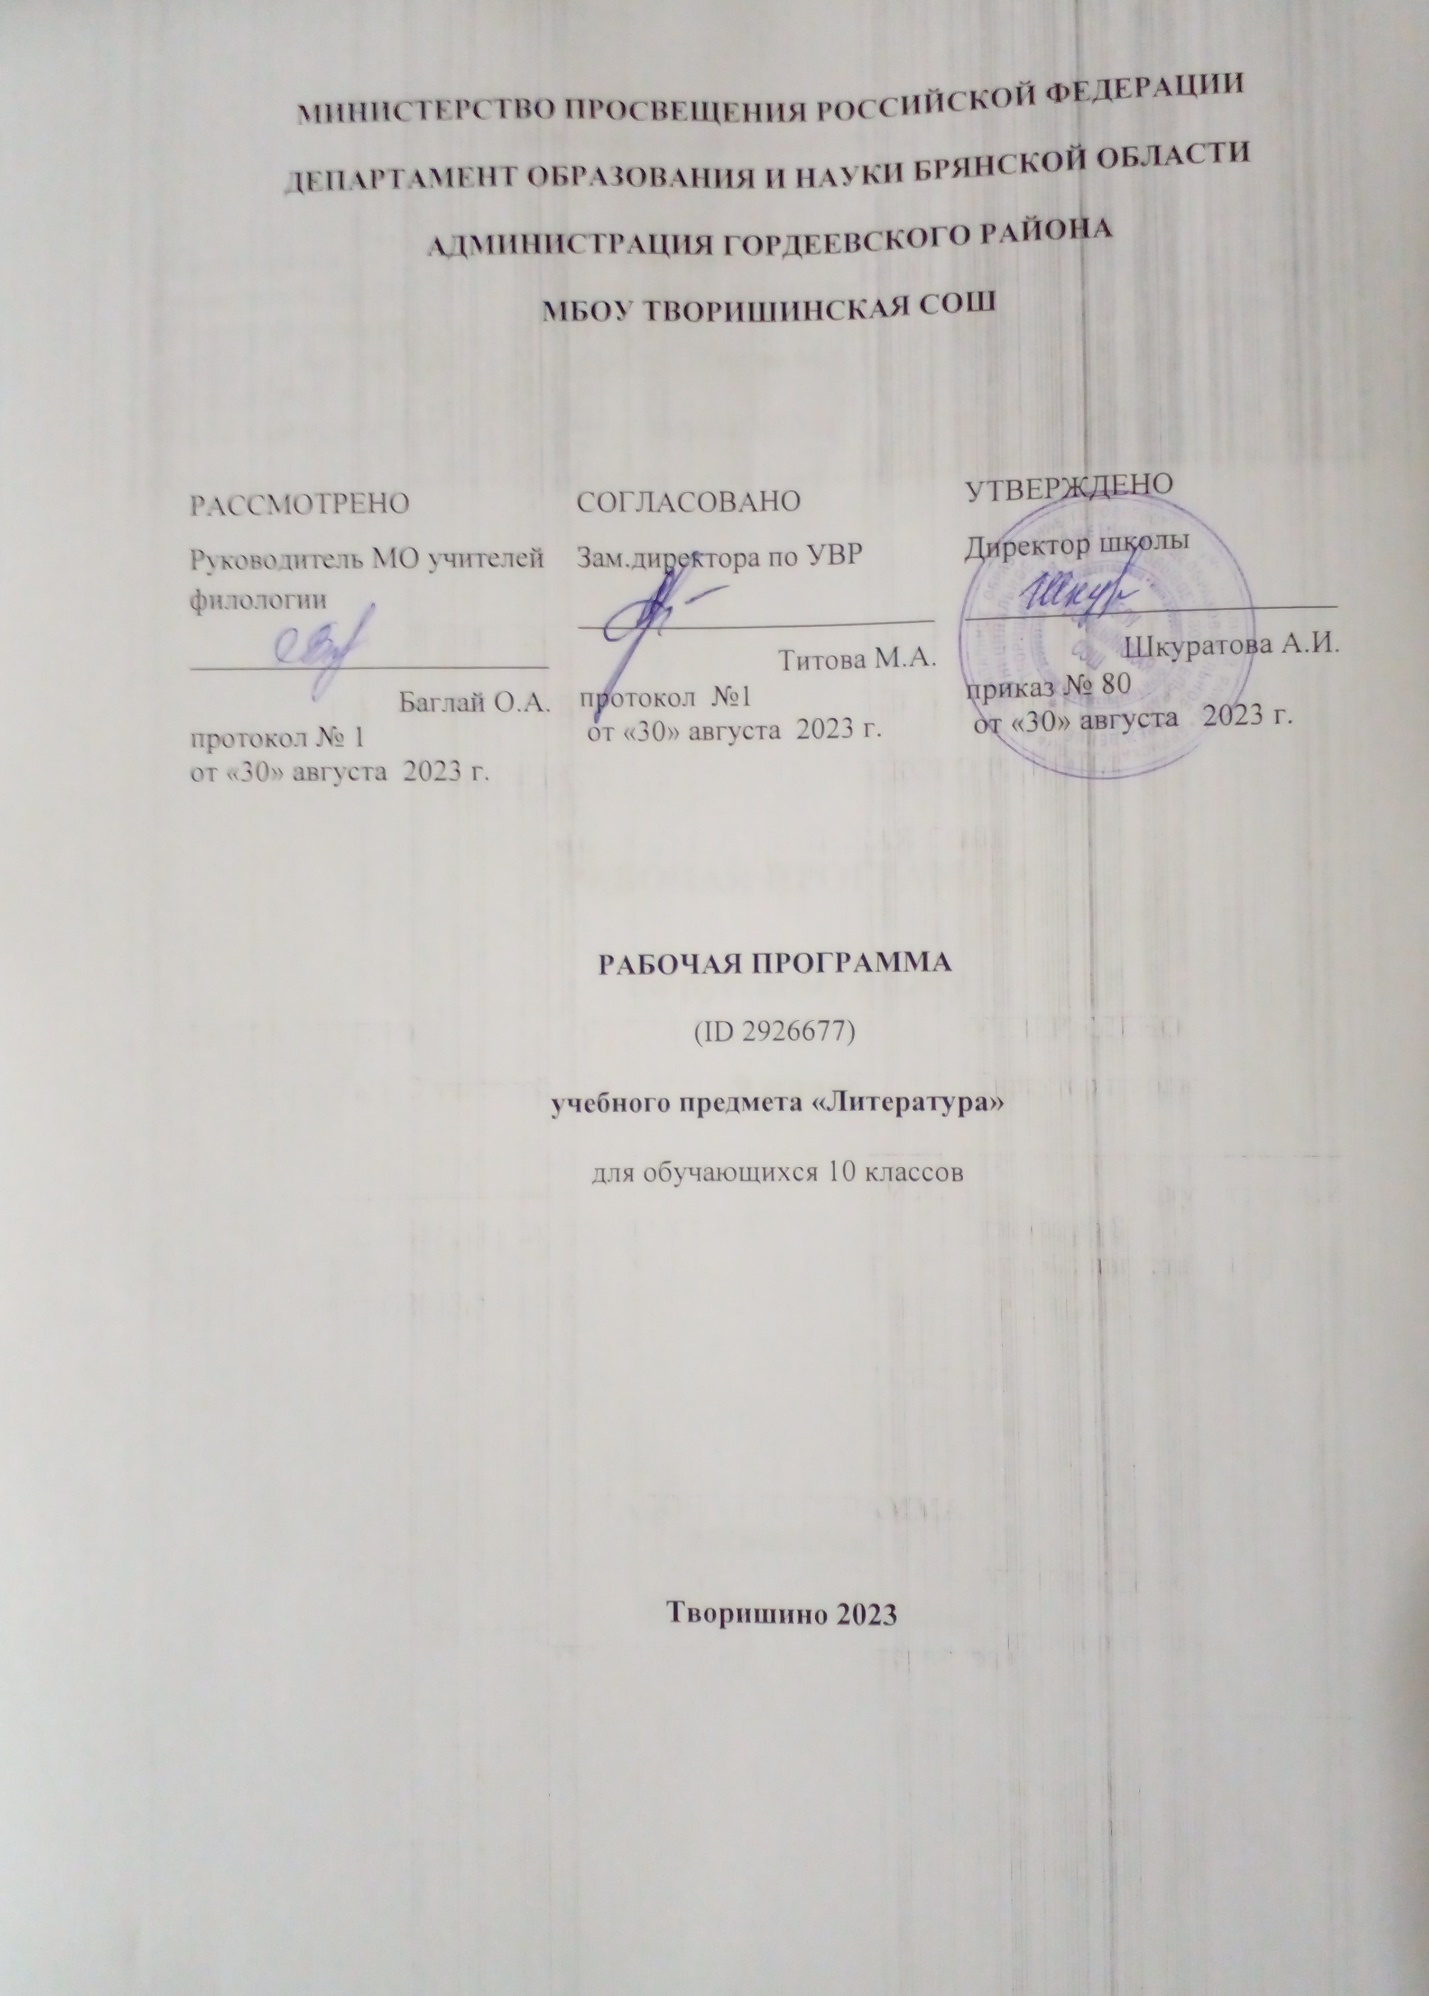 МИНИСТЕРСТВО ПРОСВЕЩЕНИЯ РОССИЙСКОЙ ФЕДЕРАЦИИ
ДЕПАРТАМЕНТ ОБРАЗОВАНИЯ И НАУКИ БРЯНСКОЙ ОБЛАСТИ
АДМИНИСТРАЦИЯ ГОРДЕЕВСКОГО РАЙОНА
МБОУ ТВОРИШИНСКАЯ СОШ
РАССМОТРЕНО
Руководитель МО учителей
филологии
Баглай О.А.
протокол № 1
от «30» августа 2023 г.
СОГЛАСОВАНО
Зам.директора по УВР
Титова М.А.
протокол №1
от «30» августа 2023 г.
УТВЕРЖДЕНО
Директор школы
Шкуратова А.И.
приказ № 80
от «30» августа 2023 г.
РАБОЧАЯ ПРОГРАММА
(ID 2926677)
учебного предмета «Литература»
для обучающихся 10 классов
Творишино 2023